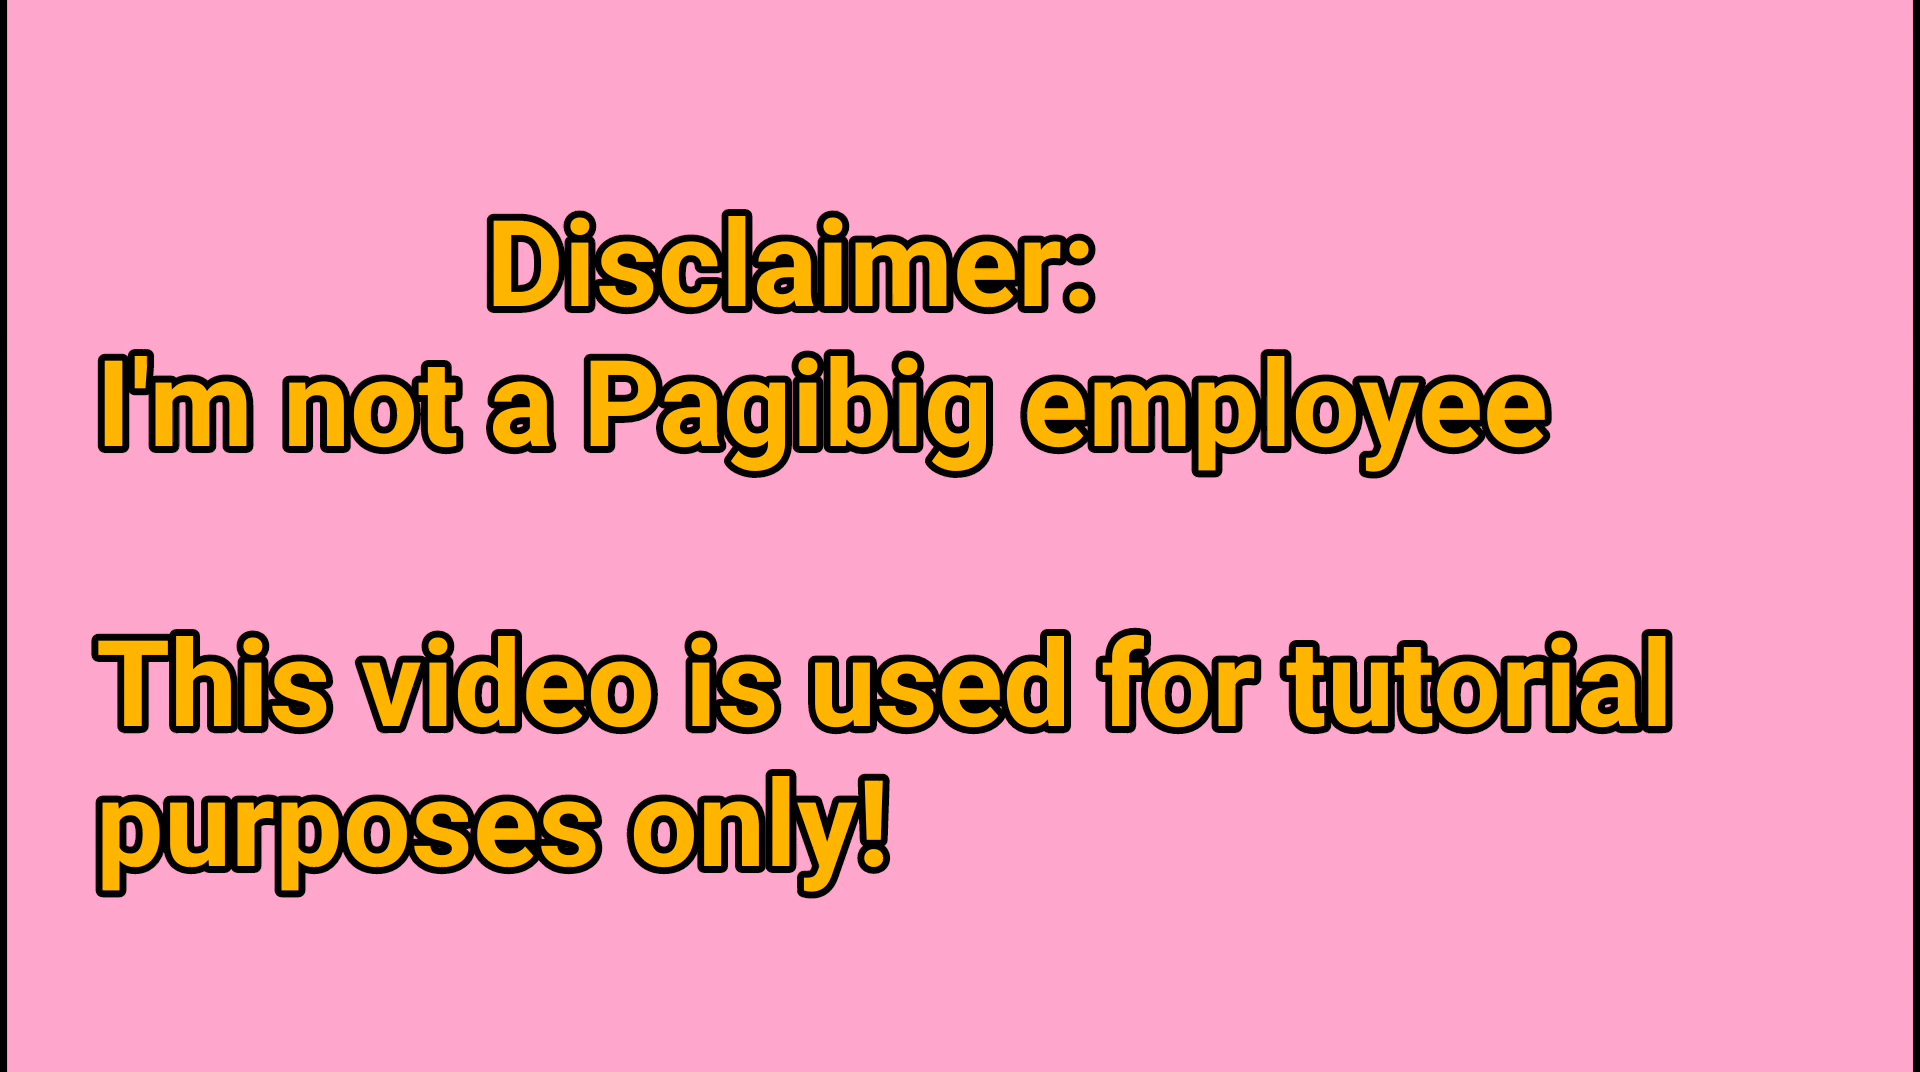 Disclaimer:
I'm not a Pagibig employee
This video is used for tutorial
purposes only!